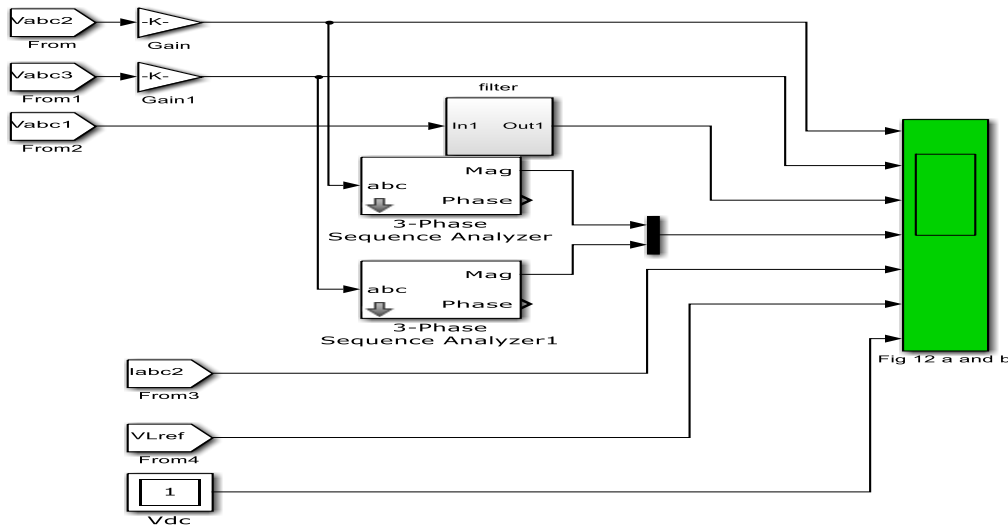 Vabc2
-K-
From
Gain
Vabc3
-K-
From1
Gain1
Vabc1
From2
filter
In1
Out1
abc
Mag
Phase
3-Phase
Sequence Analyzer
abc
Mag
Phase
3-Phase
Sequence Analyzer1
Iabc2
From3
VLref
From4
1
Vdc
Fig 12 a and b